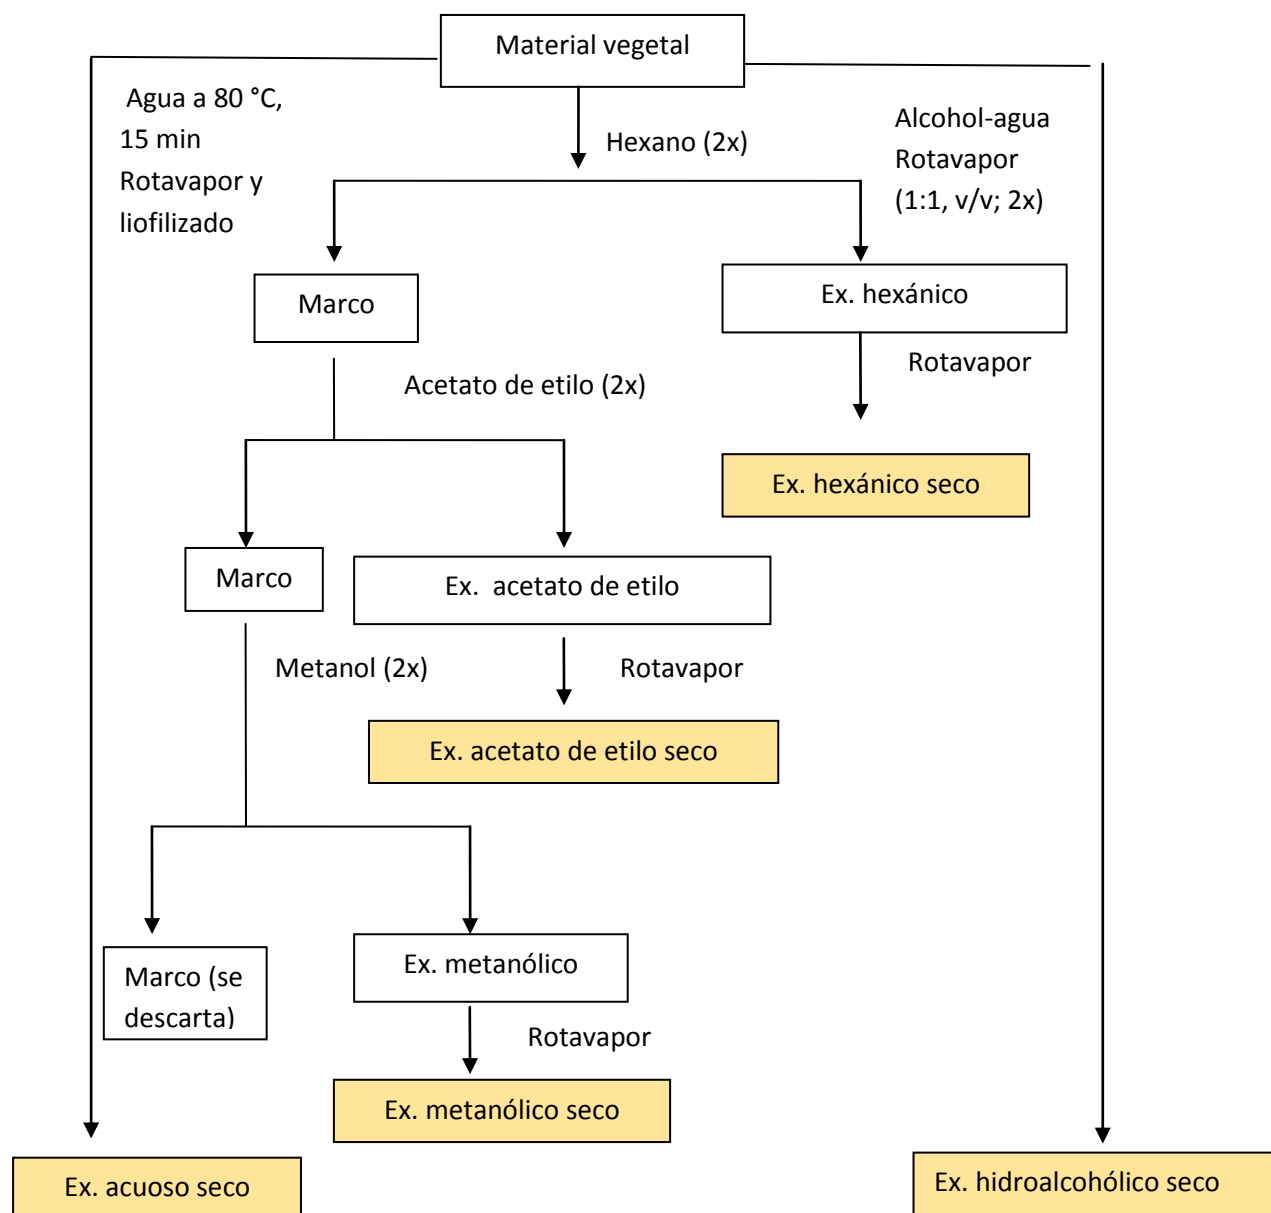 Material vegetal
Agua a 80 °C,
15 min
Rotavapor y
liofilizado
Hexano (2x)
Alcohol-agua
Rotavapor
(1:1, v/v; 2x)
Marco
Ex. hexánico
Rotavapor
Acetato de etilo (2x)
Ex. hexánico seco
Marco
Ex. acetato de etilo
Metanol (2x)
Rotavapor
Ex. acetato de etilo seco
Marco (se
descarta)
Ex. metanólico
Rotavapor
Ex. metanólico seco
Ex. acuoso seco
Ex. hidroalcohólico seco